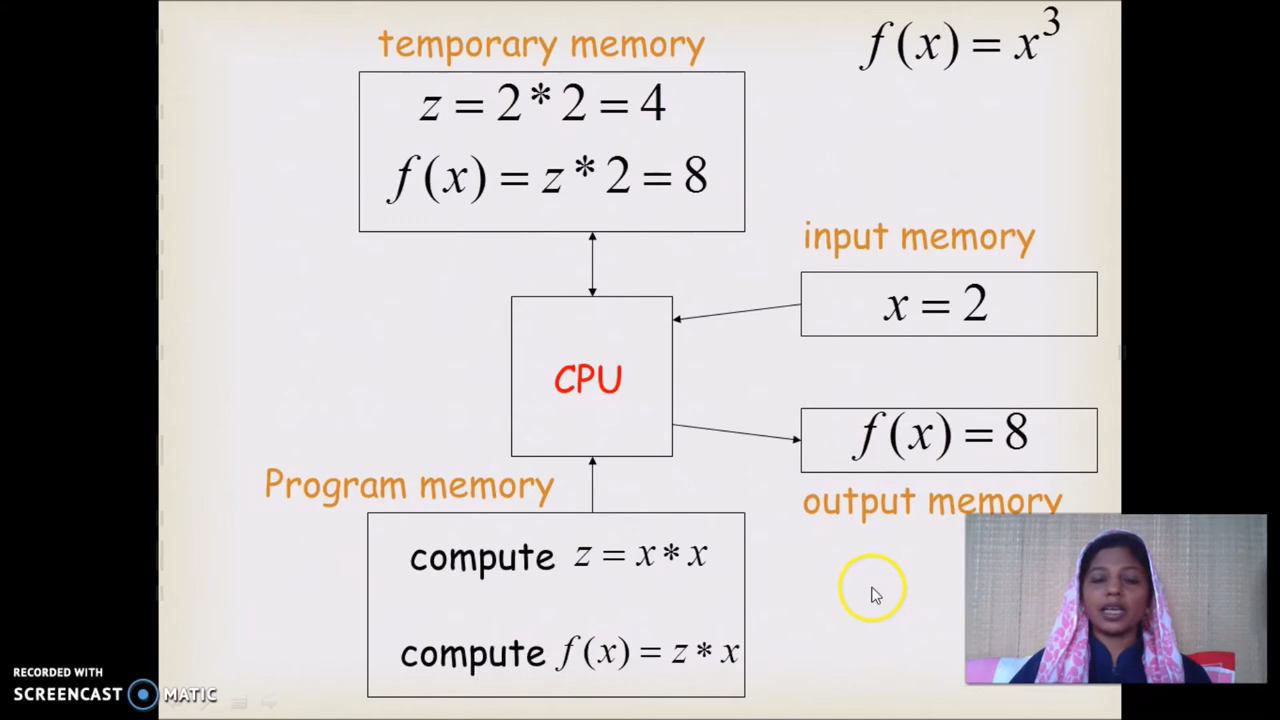 temporary memory
f(x) = x³
z = 2 * 2 = 4
f(x) = z * 2 = 8
input memory
x = 2
CPU
f(x) = 8
Program memory
output memory
compute z = x * x
compute f(x) = z * x
RECORDED WITH
SCREENCAST MATIC